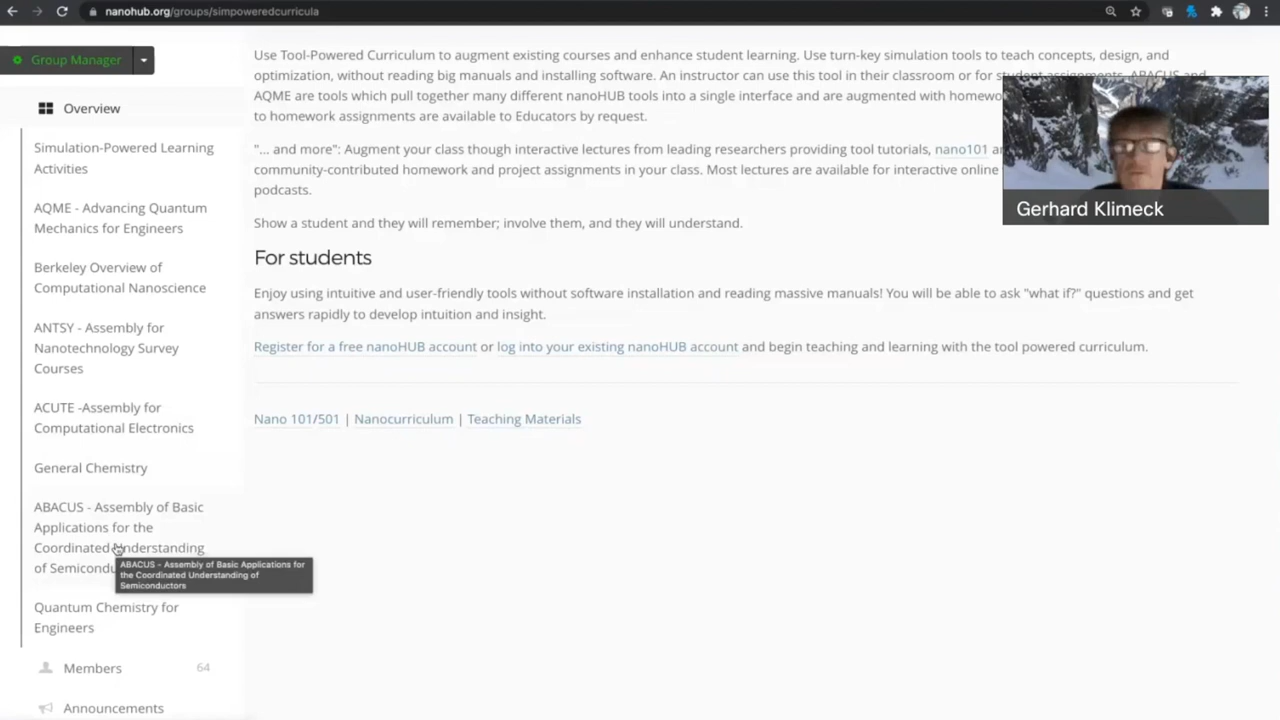 nanohub.org/groups/simpoweredcurricula
Group Manager
Overview
Simulation-Powered Learning
Activities
AQME - Advancing Quantum
Mechanics for Engineers
Berkeley Overview of
Computational Nanoscience
ANTSY - Assembly for
Nanotechnology Survey
Courses
ACUTE -Assembly for
Computational Electronics
General Chemistry
ABACUS - Assembly of Basic
Applications for the
Coordinated Understanding
of
ABACUS - Assembly of Basic Applications for
the Coordinated Understanding of
Semiconductors
Quantum Chemistry for
Engineers
Members 64
Announcements
Use Tool-Powered Curriculum to augment existing courses and enhance student learning. Use turn-key simulation tools to teach concepts, design, and
optimization, without reading big manuals and installing software. An instructor can use this tool in their classroom or for student assignments. ABACUS and
AQME are tools which pull together many different nanoHUB tools into a single interface and are augmented with
to homework assignments are available to Educators by request.
"... and more": Augment your class though interactive lectures from leading researchers providing tool tutorials, nano101
community-contributed homework and project assignments in your class. Most lectures are available for interactive online
podcasts.
Show a student and they will remember; involve them, and they will understand.
For students
Enjoy using intuitive and user-friendly tools without software installation and reading massive manuals! You will be able to ask "what if?" questions and get
answers rapidly to develop intuition and insight.
Register for a free nanoHUB account or log into your existing nanoHUB account and begin teaching and learning with the tool powered curriculum.
Nano 101/501 | Nanocurriculum | Teaching Materials
Gerhard Klimeck